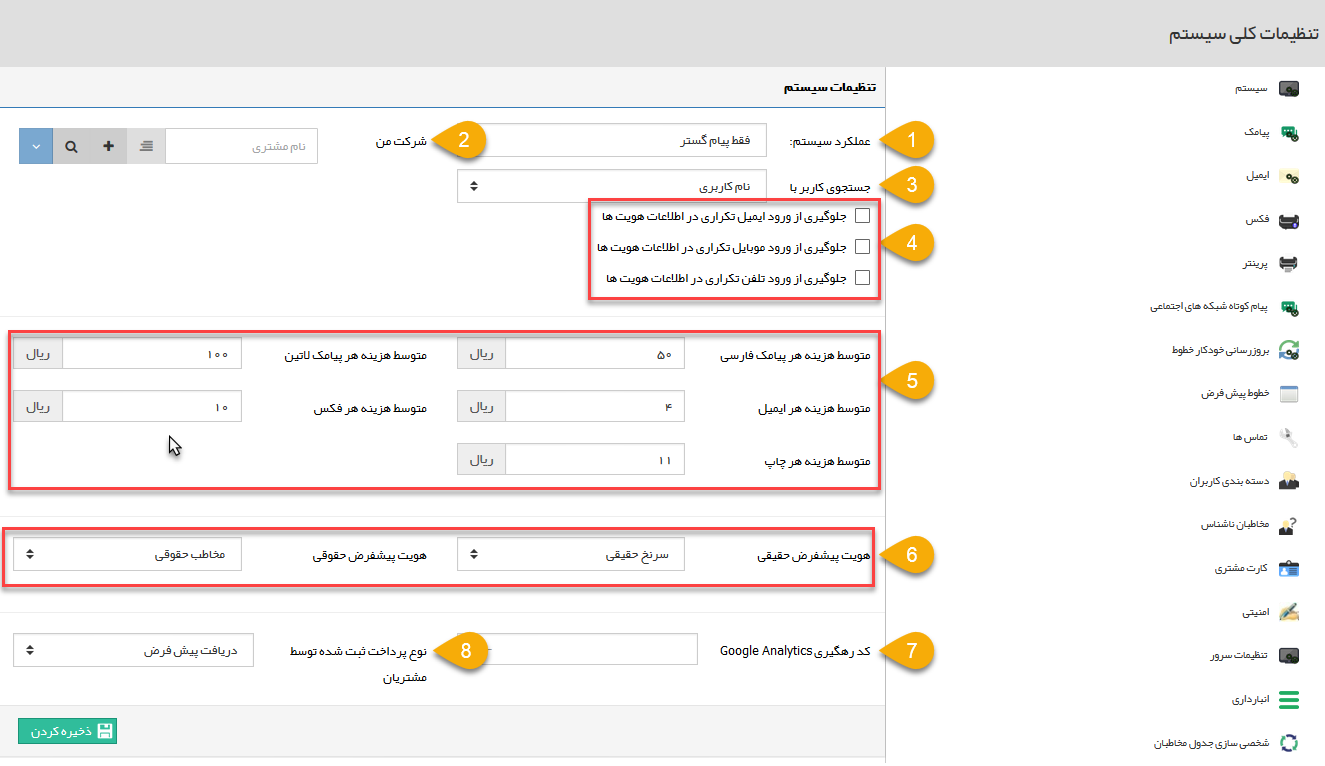 تنظیمات کلی سیستم
سیستم
پیامک
ایمیل
فکس
پرینتر
پیام کوتاه شبکه های اجتماعی
بروزرسانی خودکار خطوط
خطوط پیش فرض
تماس ها
دسته بندی کاربران
مخاطبان ناشناس
کارت مشتری
امنیتی
تنظیمات سرور
انبارداری
شخصی سازی جدول مخاطبان
تنظیمات سیستم
1 عملکرد سیستم: فقط پیام گستر 2 شرکت من نام مشتری
3 جستجوی کاربر با نام کاربری
4
جلوگیری از ورود ایمیل تکراری در اطلاعات هویت ها
جلوگیری از ورود موبایل تکراری در اطلاعات هویت ها
جلوگیری از ورود تلفن تکراری در اطلاعات هویت ها
5
متوسط هزینه هر پیامک فارسی ۵۰ ریال متوسط هزینه هر پیامک لاتین ۱۰۰ ریال
متوسط هزینه هر ایمیل ۴ ریال متوسط هزینه هر فکس ۱۰ ریال
متوسط هزینه هر چاپ ۱۱ ریال
6 هویت پیشفرض حقیقی سرنخ حقیقی هویت پیشفرض حقوقی مخاطب حقوقی
7 کد رهگیری Google Analytics 8 نوع پرداخت ثبت شده توسط دریافت پیش فرض
مشتریان
ذخیره کردن